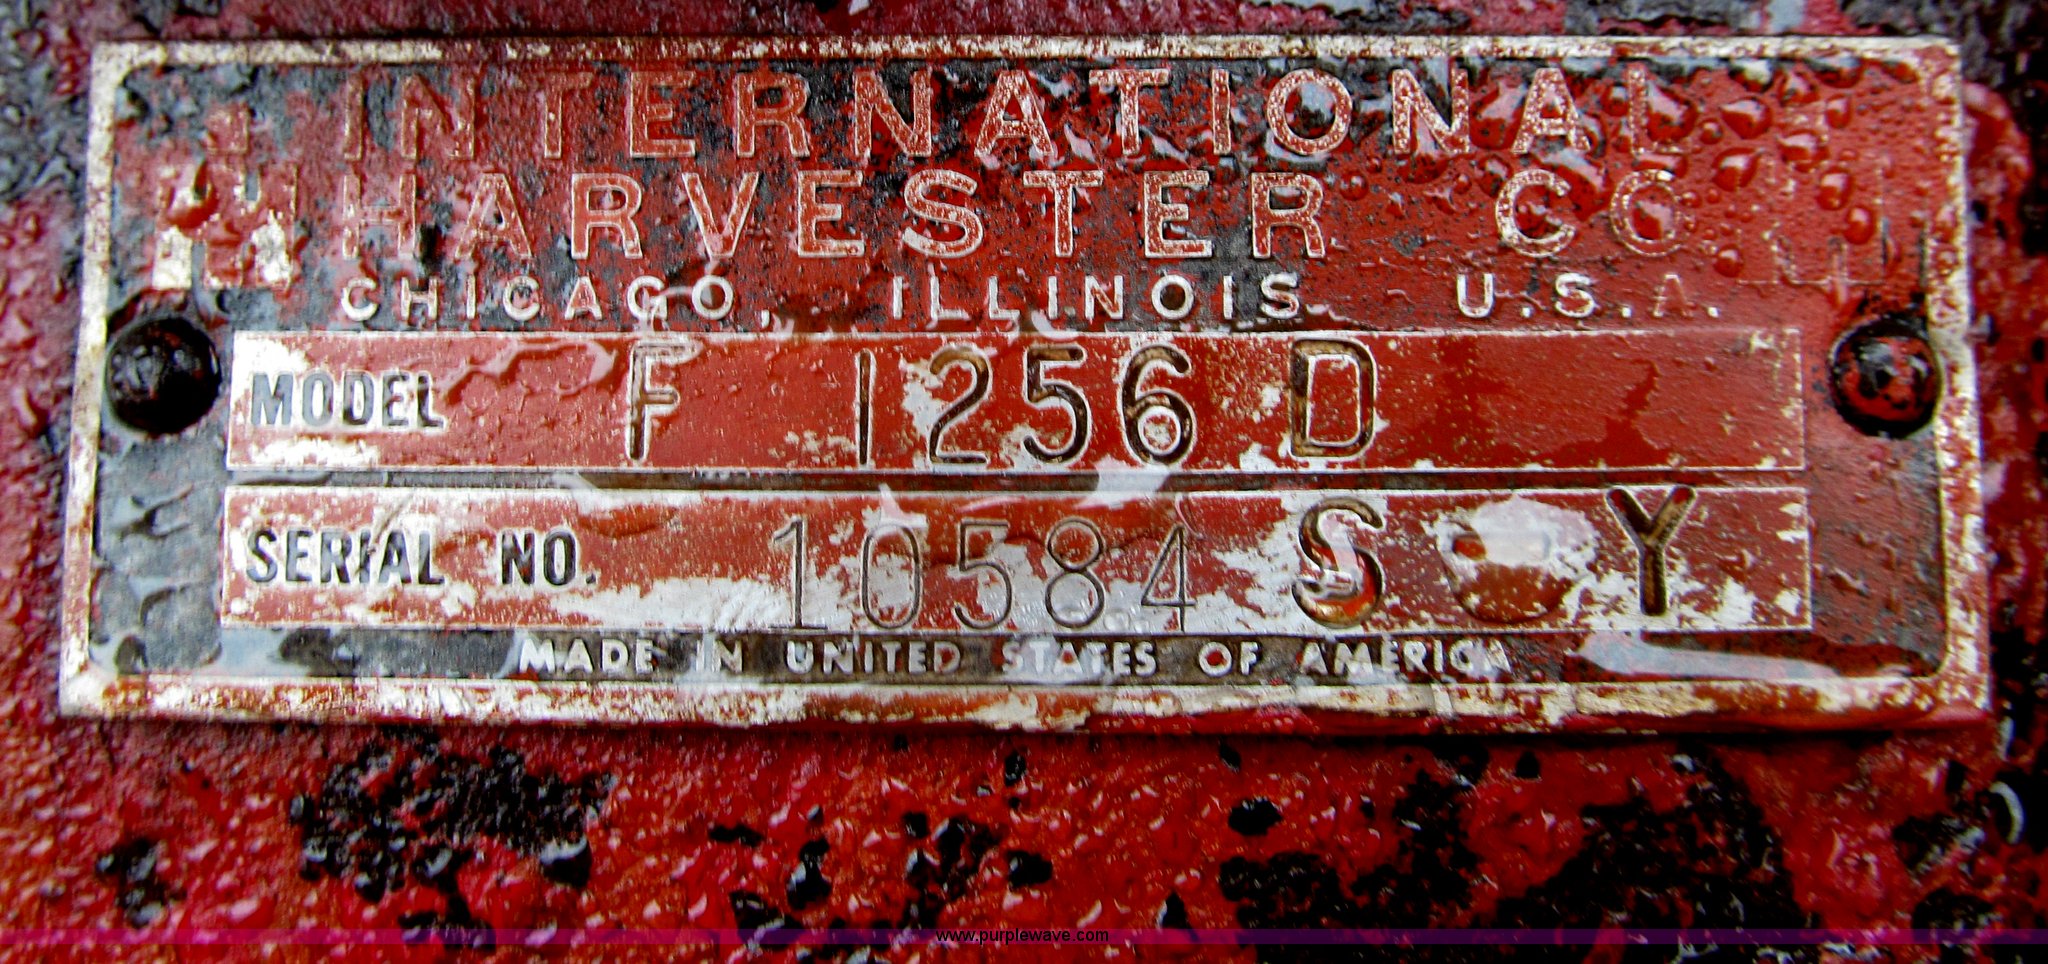 INTERNATIONAL
HARVESTER CO
CHICAGO, ILLINOIS U.S.A.
MODEL F 1256 D
SERIAL NO. 10584 S Y
MADE IN UNITED STATES OF AMERICA
www.purplewave.com